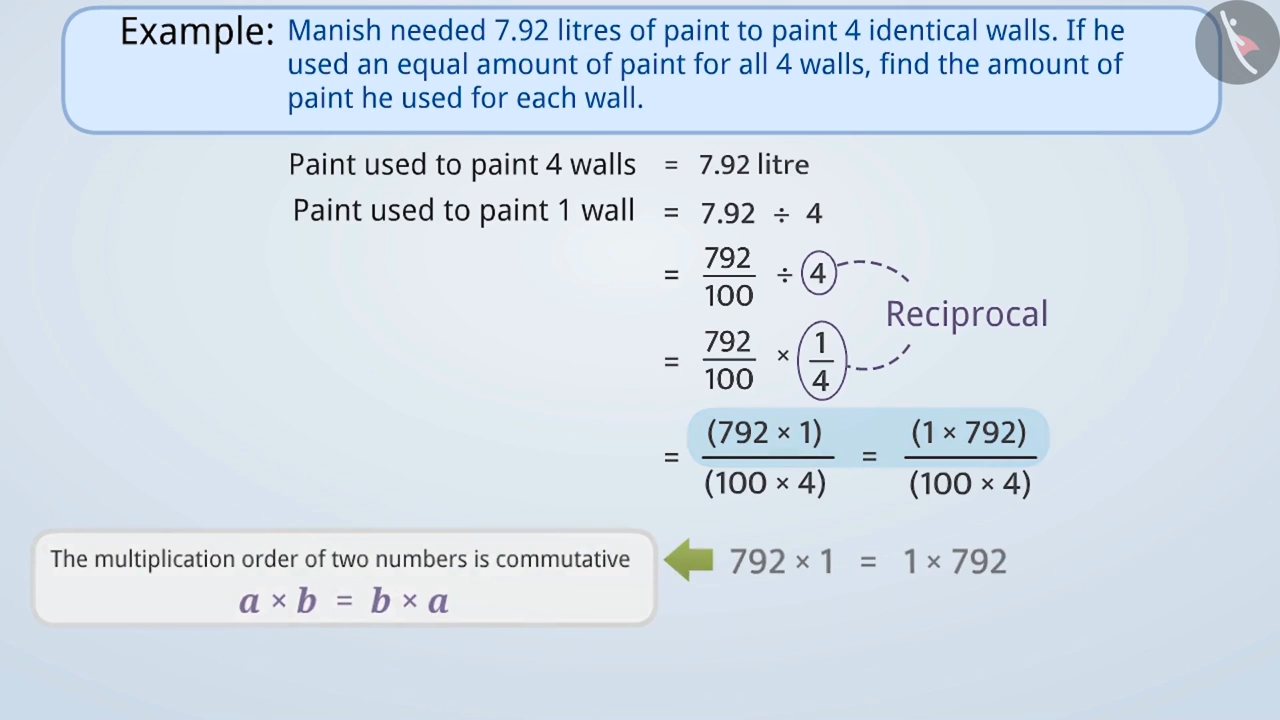 Example: Manish needed 7.92 litres of paint to paint 4 identical walls. If he
used an equal amount of paint for all 4 walls, find the amount of
paint he used for each wall.
Paint used to paint 4 walls = 7.92 litre
Paint used to paint 1 wall = 7.92 ÷ 4
= 792/100 ÷ 4
Reciprocal
= 792/100 × 1/4
= (792 × 1)/(100 × 4) = (1 × 792)/(100 × 4)
The multiplication order of two numbers is commutative
a × b = b × a
792 × 1 = 1 × 792